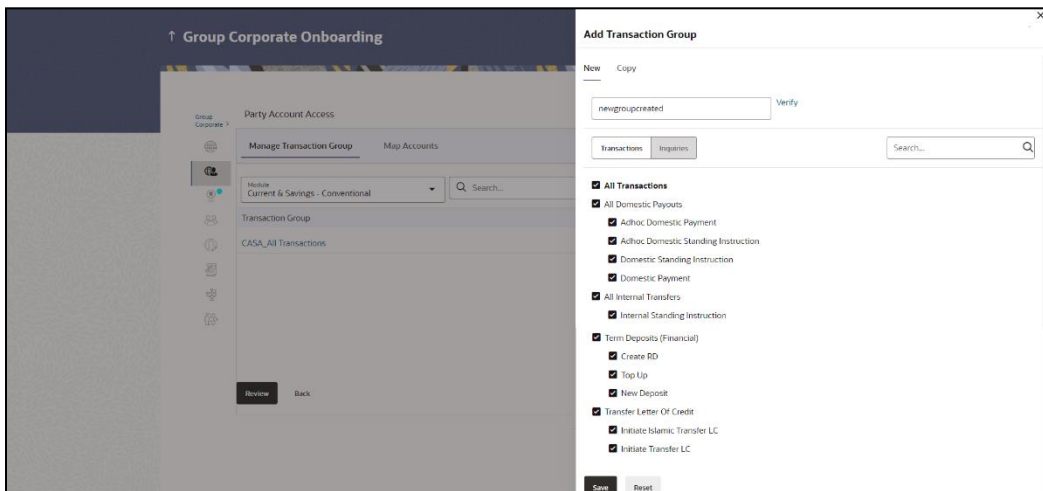 ↑ Group Corporate Onboarding
Group Corporate >
Party Account Access
Manage Transaction Group Map Accounts
Module
Current & Savings - Conventional
Search...
Transaction Group
CASA_All Transactions
Review Back
Add Transaction Group
New Copy
newgroupcreated Verify
Transactions Inquiries Search...
All Transactions
All Domestic Payouts
Adhoc Domestic Payment
Adhoc Domestic Standing Instruction
Domestic Standing Instruction
Domestic Payment
All Internal Transfers
Internal Standing Instruction
Term Deposits (Financial)
Create RD
Top Up
New Deposit
Transfer Letter Of Credit
Initiate Islamic Transfer LC
Initiate Transfer LC
Save Reset